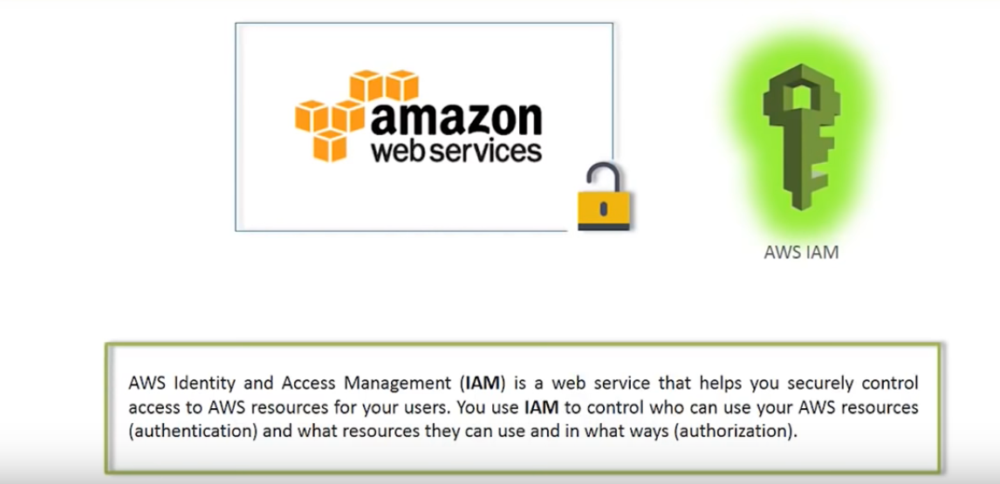 amazon
web services
AWS IAM
AWS Identity and Access Management (IAM) is a web service that helps you securely control
access to AWS resources for your users. You use IAM to control who can use your AWS resources
(authentication) and what resources they can use and in what ways (authorization).